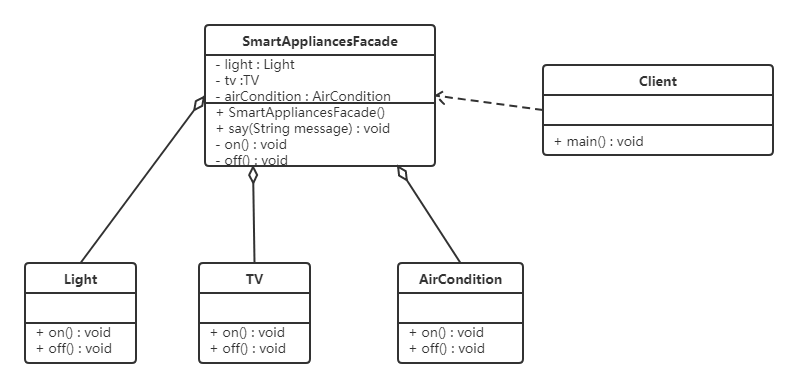 SmartAppliancesFacade
- light : Light
- tv :TV
- airCondition : AirCondition
+ SmartAppliancesFacade()
+ say(String message) : void
- on() : void
- off() : void
Client
+ main() : void
Light
+ on() : void
+ off() : void
TV
+ on() : void
+ off() : void
AirCondition
+ on() : void
+ off() : void